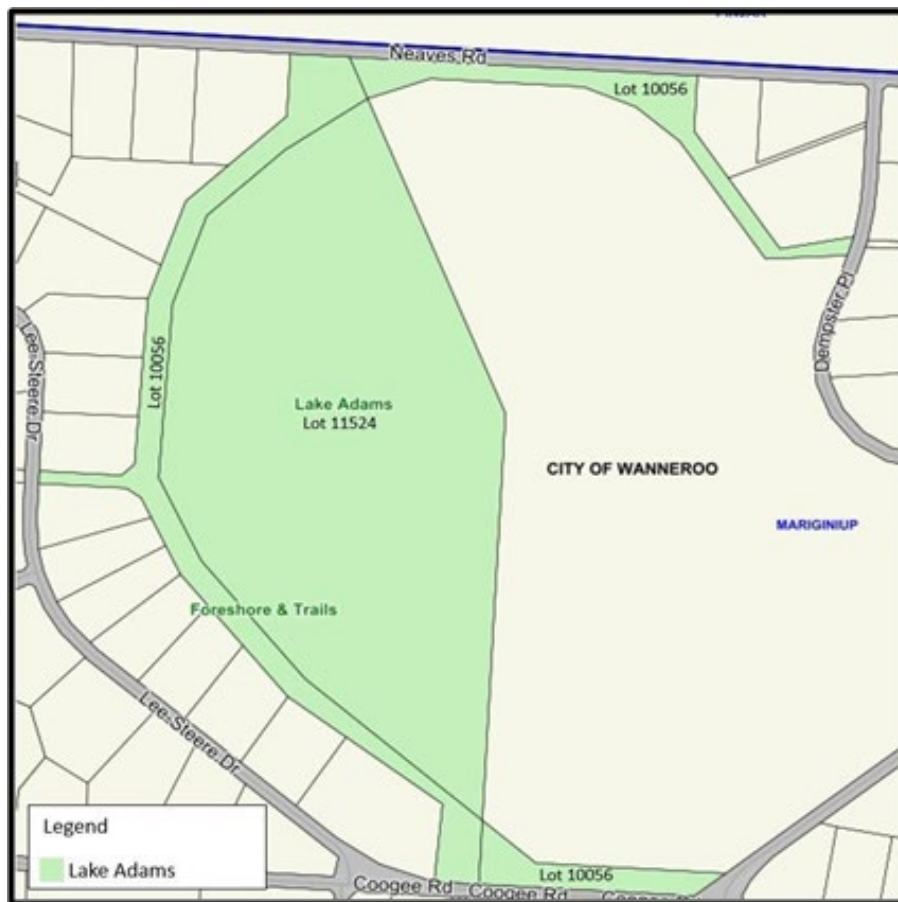 PINJAR
Neaves Rd
Lot 10056
Dempster Pl
Lee-Steere Dr
Lot 10056
Lake Adams
Lot 11524
CITY OF WANNEROO
MARIGINIUP
Foreshore & Trails
Lee-Steere Dr
Legend
Lake Adams
Lot 10056
Coogee Rd
Coogee Rd